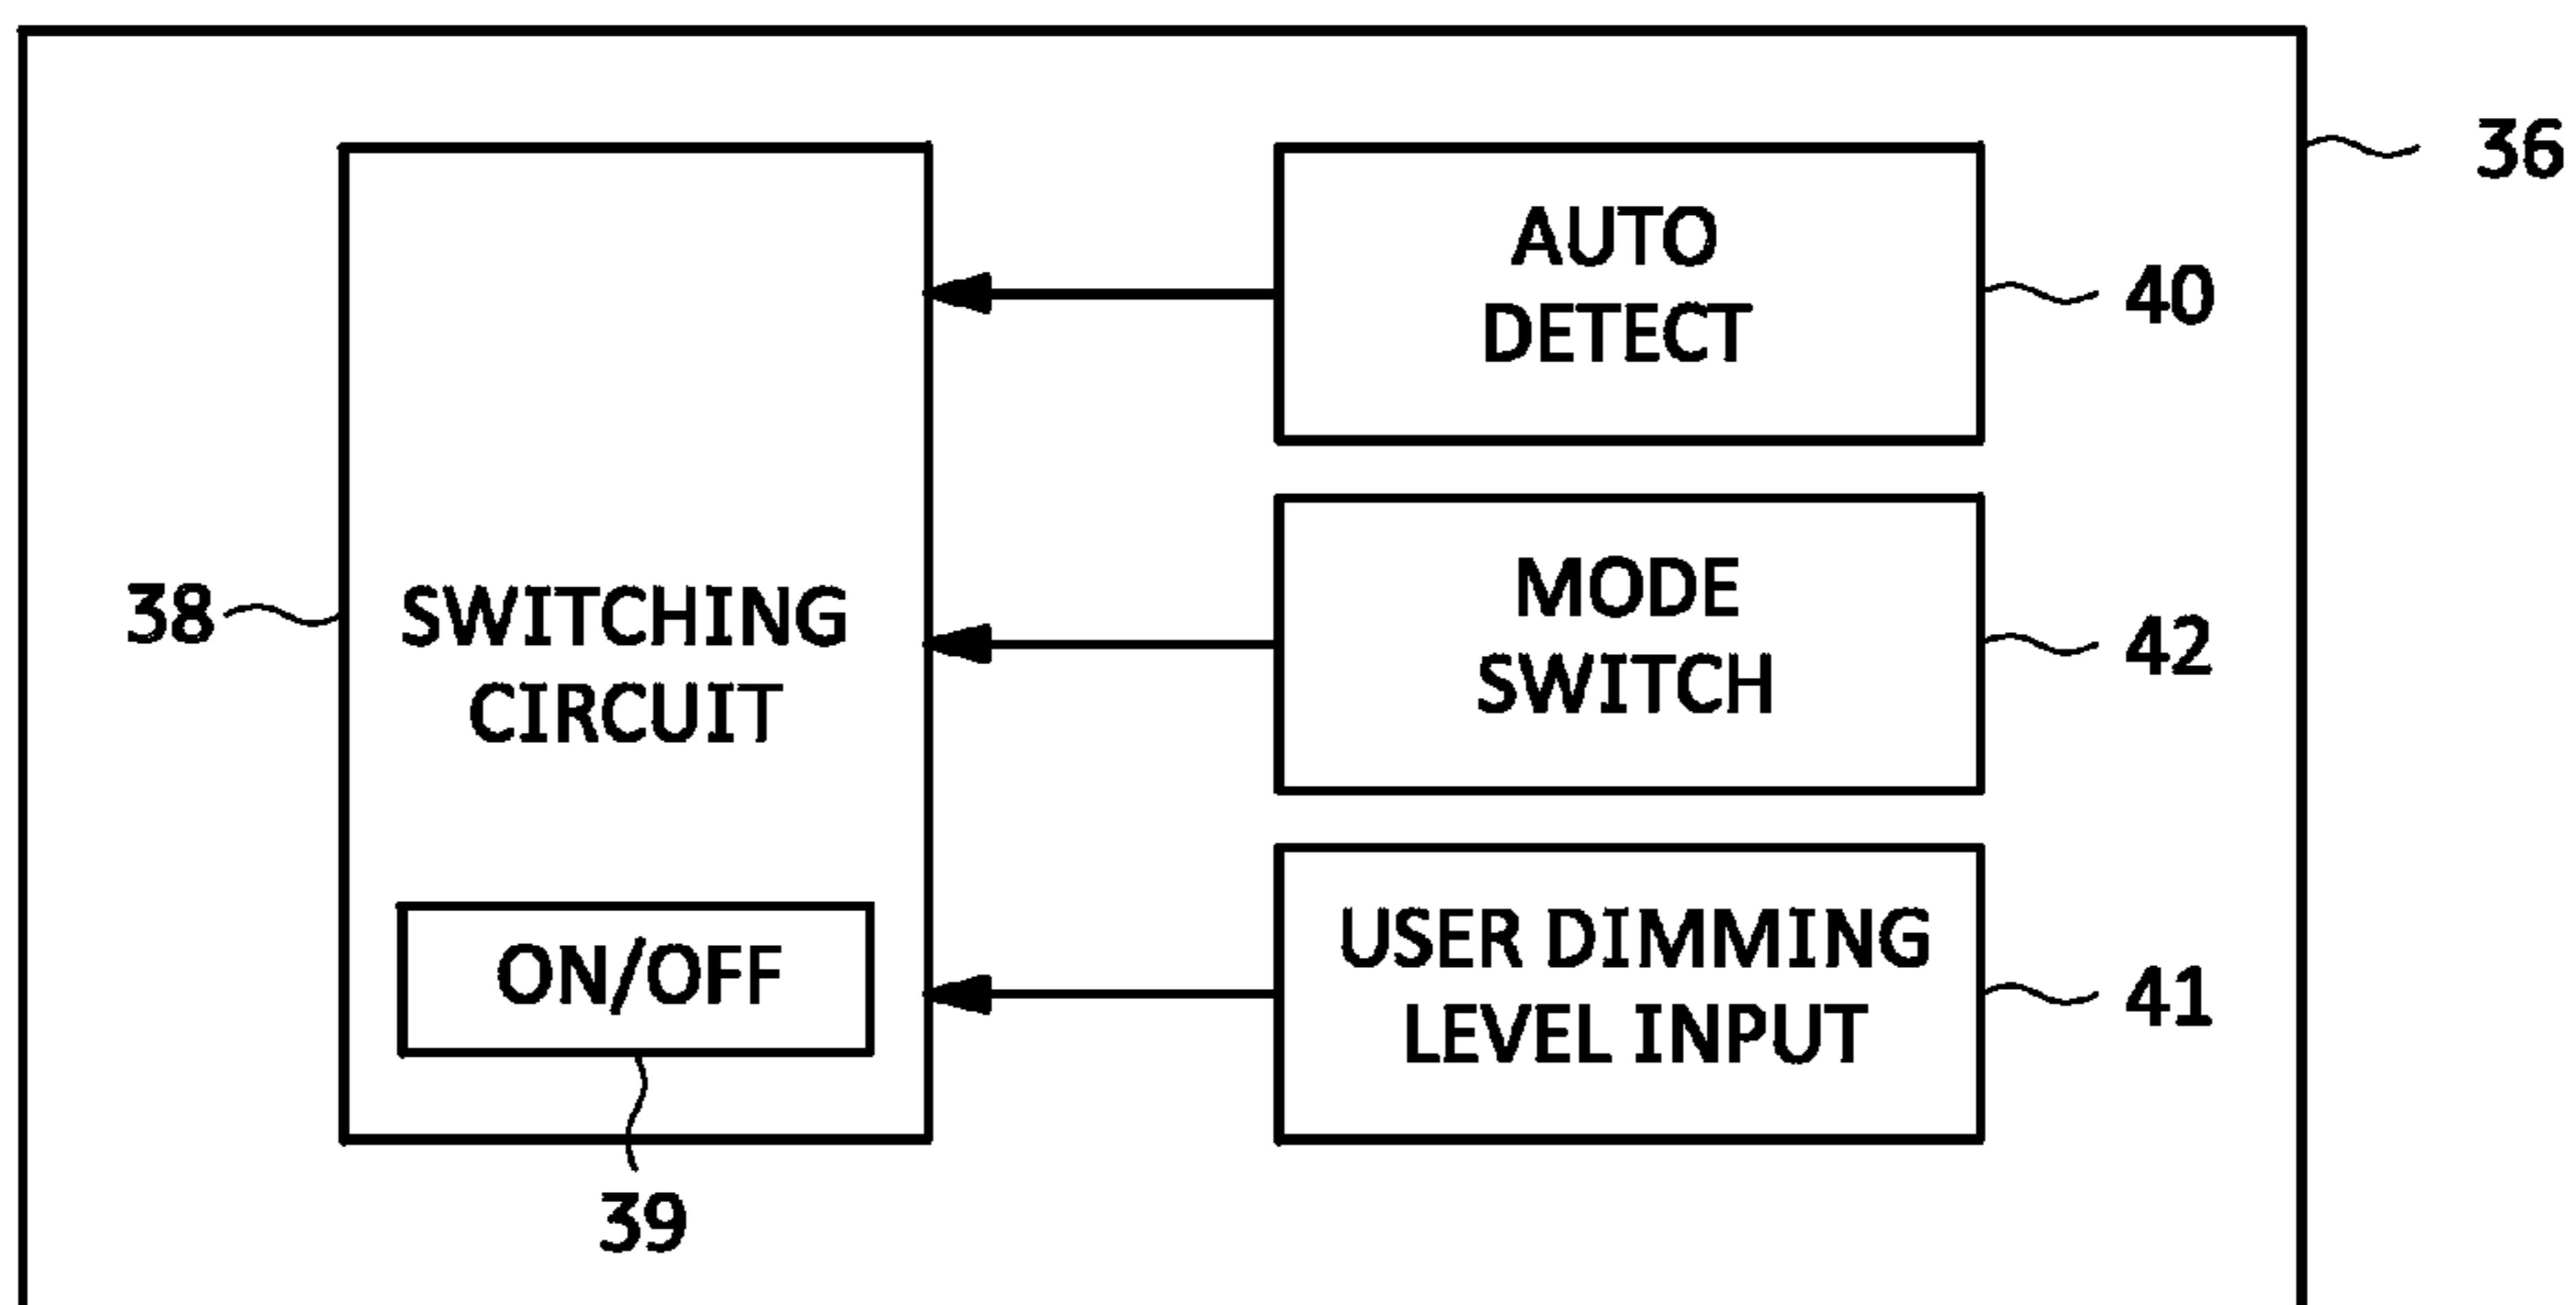 36
AUTO
DETECT
40
38
SWITCHING
CIRCUIT
MODE
SWITCH
42
ON/OFF
39
USER DIMMING
LEVEL INPUT
41